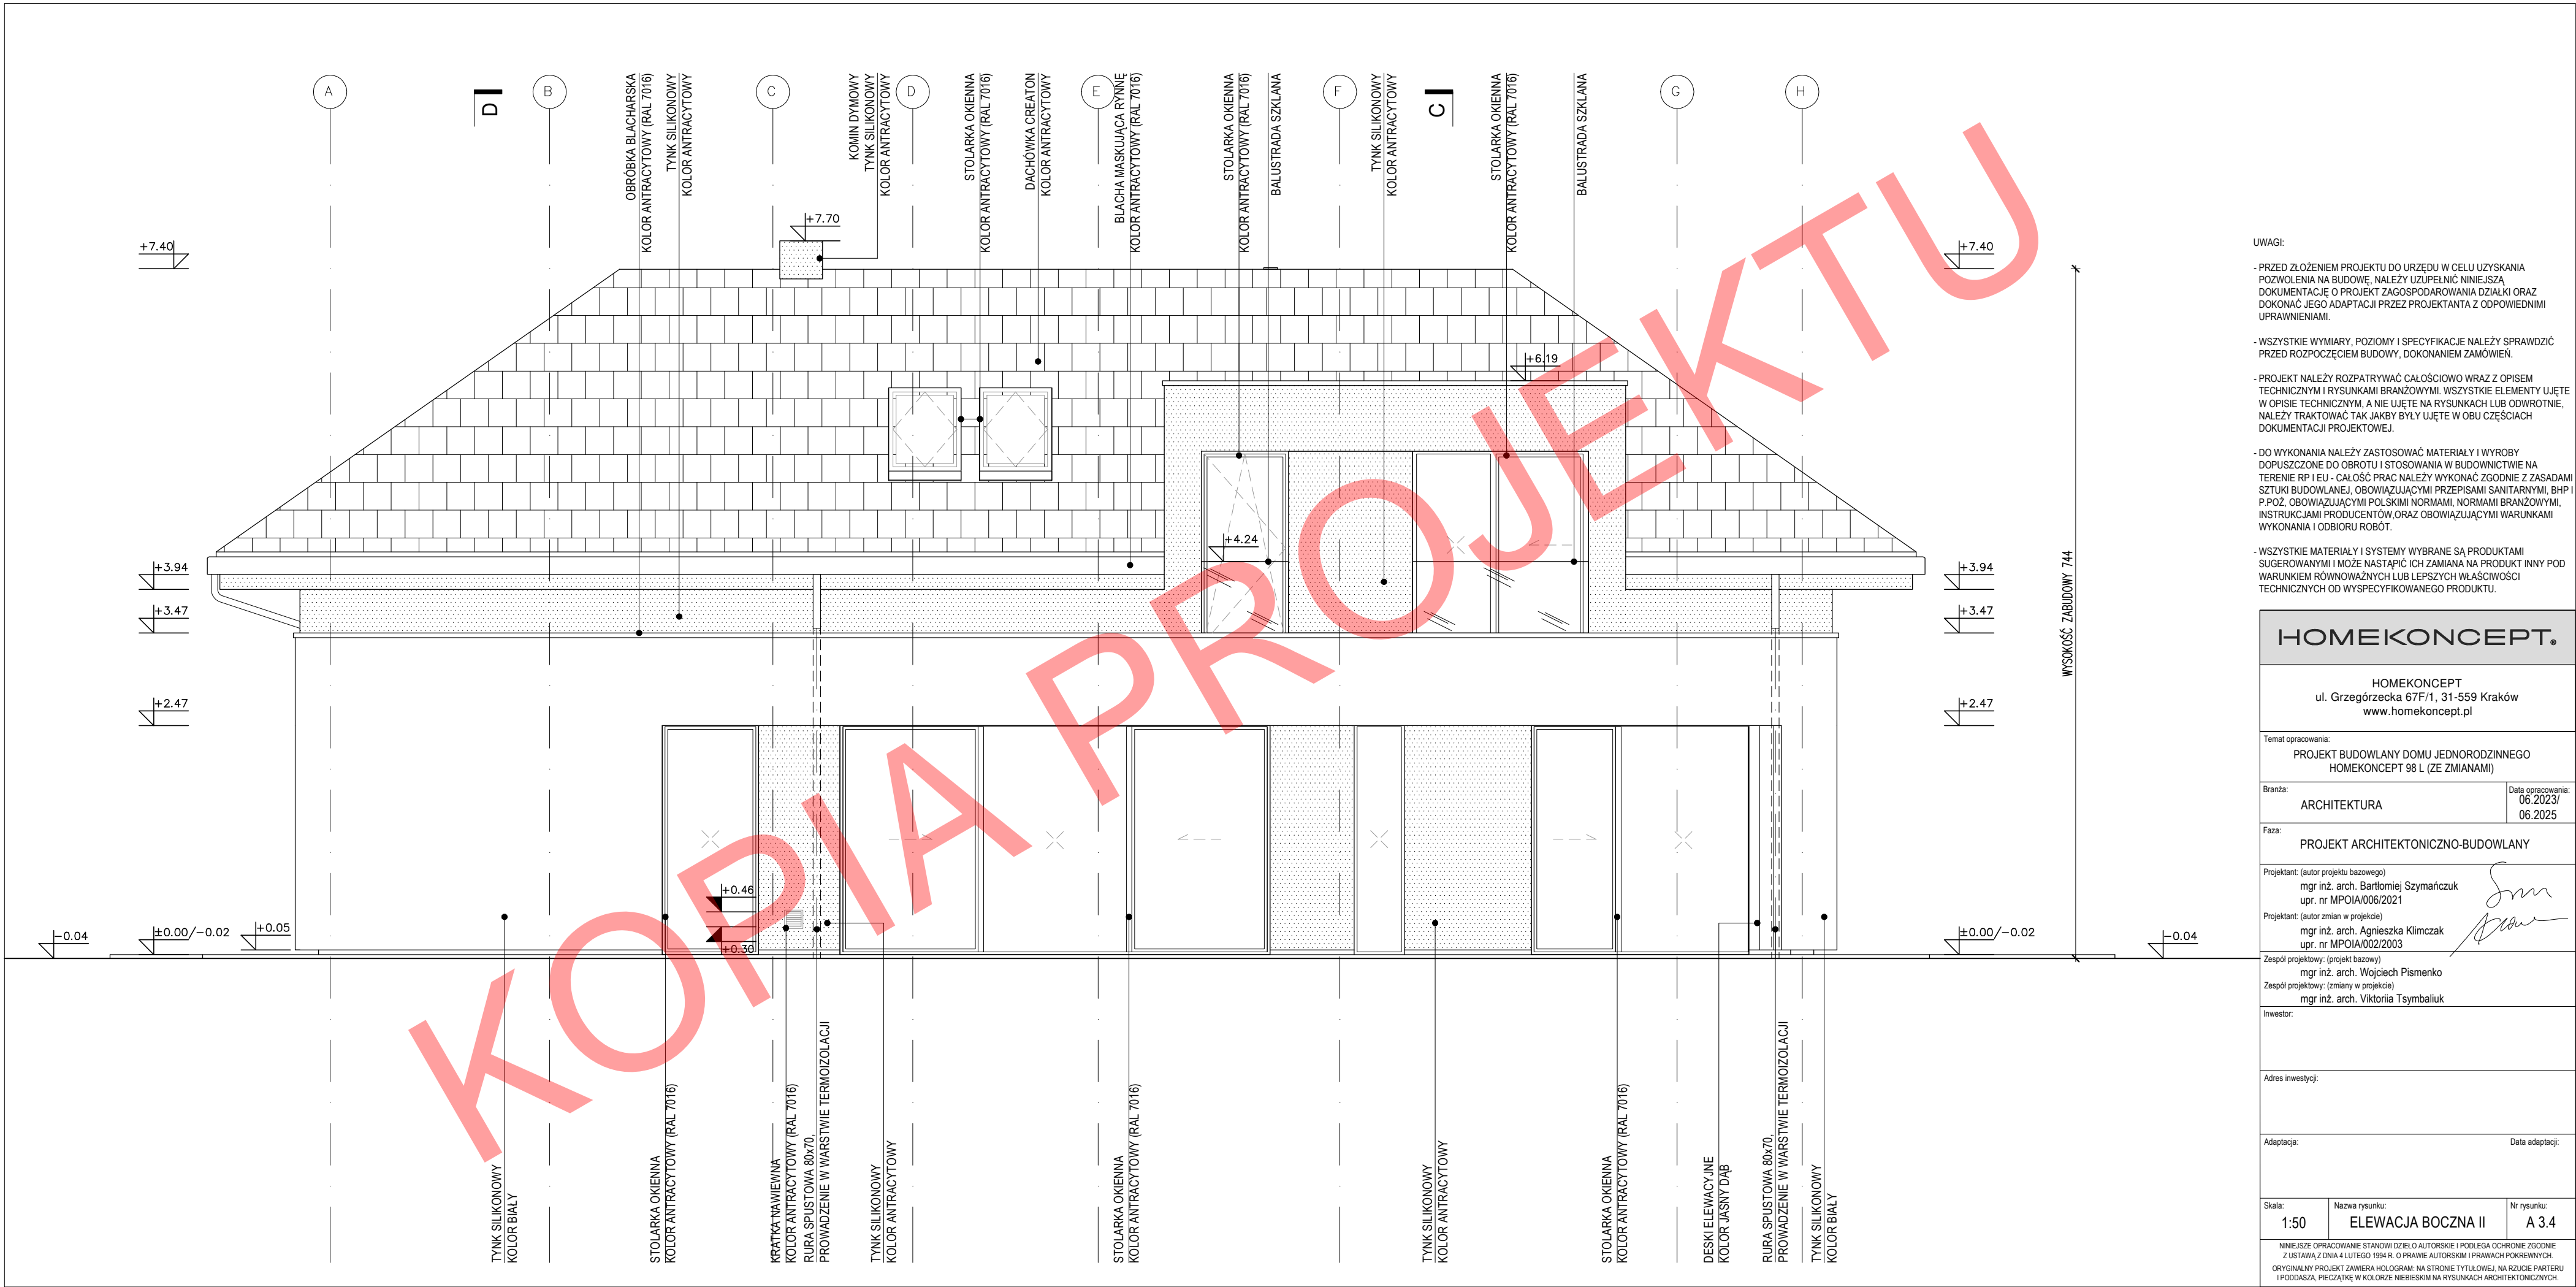 A
D
B
C
D
E
F
C
G
H
OBRÓBKA BLACHARSKA
KOLOR ANTRACYTOWY (RAL 7016)
TYNK SILIKONOWY
KOLOR ANTRACYTOWY
KOMIN DYMOWY
TYNK SILIKONOWY
KOLOR ANTRACYTOWY
STOLARKA OKIENNA
KOLOR ANTRACYTOWY (RAL 7016)
DACHÓWKA CREATON
KOLOR ANTRACYTOWY
BLACHA MASKUJĄCA RYNNĘ
KOLOR ANTRACYTOWY (RAL 7016)
STOLARKA OKIENNA
KOLOR ANTRACYTOWY (RAL 7016)
BALUSTRADA SZKLANA
TYNK SILIKONOWY
KOLOR ANTRACYTOWY
STOLARKA OKIENNA
KOLOR ANTRACYTOWY (RAL 7016)
BALUSTRADA SZKLANA
+7.70
+7.40
+7.40
+6.19
+4.24
+3.94
+3.94
+3.47
+3.47
+2.47
+2.47
+0.46
+0.30
-0.04
±0.00/-0.02
+0.05
±0.00/-0.02
-0.04
WYSOKOŚĆ ZABUDOWY 744
KOPIA PROJEKTU
TYNK SILIKONOWY
KOLOR BIAŁY
STOLARKA OKIENNA
KOLOR ANTRACYTOWY (RAL 7016)
KRATKA NAWIEWNA
KOLOR ANTRACYTOWY (RAL 7016)
RURA SPUSTOWA 80x70,
PROWADZENIE W WARSTWIE TERMOIZOLACJI
TYNK SILIKONOWY
KOLOR ANTRACYTOWY
STOLARKA OKIENNA
KOLOR ANTRACYTOWY (RAL 7016)
TYNK SILIKONOWY
KOLOR ANTRACYTOWY
STOLARKA OKIENNA
KOLOR ANTRACYTOWY (RAL 7016)
DESKI ELEWACYJNE
KOLOR JASNY DĄB
RURA SPUSTOWA 80x70,
PROWADZENIE W WARSTWIE TERMOIZOLACJI
TYNK SILIKONOWY
KOLOR BIAŁY
UWAGI:
- PRZED ZŁOŻENIEM PROJEKTU DO URZĘDU W CELU UZYSKANIA
POZWOLENIA NA BUDOWĘ, NALEŻY UZUPEŁNIĆ NINIEJSZĄ
DOKUMENTACJĘ O PROJEKT ZAGOSPODAROWANIA DZIAŁKI ORAZ
DOKONAĆ JEGO ADAPTACJI PRZEZ PROJEKTANTA Z ODPOWIEDNIMI
UPRAWNIENIAMI.
- WSZYSTKIE WYMIARY, POZIOMY I SPECYFIKACJE NALEŻY SPRAWDZIĆ
PRZED ROZPOCZĘCIEM BUDOWY, DOKONANIEM ZAMÓWIEŃ.
- PROJEKT NALEŻY ROZPATRYWAĆ CAŁOŚCIOWO WRAZ Z OPISEM
TECHNICZNYM I RYSUNKAMI BRANŻOWYMI. WSZYSTKIE ELEMENTY UJĘTE
W OPISIE TECHNICZNYM, A NIE UJĘTE NA RYSUNKACH LUB ODWROTNIE,
NALEŻY TRAKTOWAĆ TAK JAKBY BYŁY UJĘTE W OBU CZĘŚCIACH
DOKUMENTACJI PROJEKTOWEJ.
- DO WYKONANIA NALEŻY ZASTOSOWAĆ MATERIAŁY I WYROBY
DOPUSZCZONE DO OBROTU I STOSOWANIA W BUDOWNICTWIE NA
TERENIE RP I EU - CAŁOŚĆ PRAC NALEŻY WYKONAĆ ZGODNIE Z ZASADAMI
SZTUKI BUDOWLANEJ, OBOWIĄZUJĄCYMI PRZEPISAMI SANITARNYMI, BHP I
P.POŻ, OBOWIĄZUJĄCYMI POLSKIMI NORMAMI, NORMAMI BRANŻOWYMI,
INSTRUKCJAMI PRODUCENTÓW,ORAZ OBOWIĄZUJĄCYMI WARUNKAMI
WYKONANIA I ODBIORU ROBÓT.
- WSZYSTKIE MATERIAŁY I SYSTEMY WYBRANE SĄ PRODUKTAMI
SUGEROWANYMI I MOŻE NASTĄPIĆ ICH ZAMIANA NA PRODUKT INNY POD
WARUNKIEM RÓWNOWAŻNYCH LUB LEPSZYCH WŁAŚCIWOŚCI
TECHNICZNYCH OD WYSPECYFIKOWANEGO PRODUKTU.
HOMEKONCEPT®
HOMEKONCEPT
ul. Grzegórzecka 67F/1, 31-559 Kraków
www.homekoncept.pl
Temat opracowania:
PROJEKT BUDOWLANY DOMU JEDNORODZINNEGO
HOMEKONCEPT 98 L (ZE ZMIANAMI)
Branża:
ARCHITEKTURA
Data opracowania:
06.2023/
06.2025
Faza:
PROJEKT ARCHITEKTONICZNO-BUDOWLANY
Projektant: (autor projektu bazowego)
mgr inż. arch. Bartłomiej Szymańczuk
upr. nr MPOIA/006/2021
Projektant: (autor zmian w projekcie)
mgr inż. arch. Agnieszka Klimczak
upr. nr MPOIA/002/2003
Zespół projektowy: (projekt bazowy)
mgr inż. arch. Wojciech Pismenko
Zespół projektowy: (zmiany w projekcie)
mgr inż. arch. Viktoriia Tsymbaliuk
Inwestor:
Adres inwestycji:
Adaptacja:
Data adaptacji:
Skala:
1:50
Nazwa rysunku:
ELEWACJA BOCZNA II
Nr rysunku:
A 3.4
NINIEJSZE OPRACOWANIE STANOWI DZIEŁO AUTORSKIE I PODLEGA OCHRONIE ZGODNIE
Z USTAWĄ Z DNIA 4 LUTEGO 1994 R. O PRAWIE AUTORSKIM I PRAWACH POKREWNYCH.
ORYGINALNY PROJEKT ZAWIERA HOLOGRAM: NA STRONIE TYTUŁOWEJ, NA RZUCIE PARTERU
I PODDASZA, PIECZĄTKĘ W KOLORZE NIEBIESKIM NA RYSUNKACH ARCHITEKTONICZNYCH.